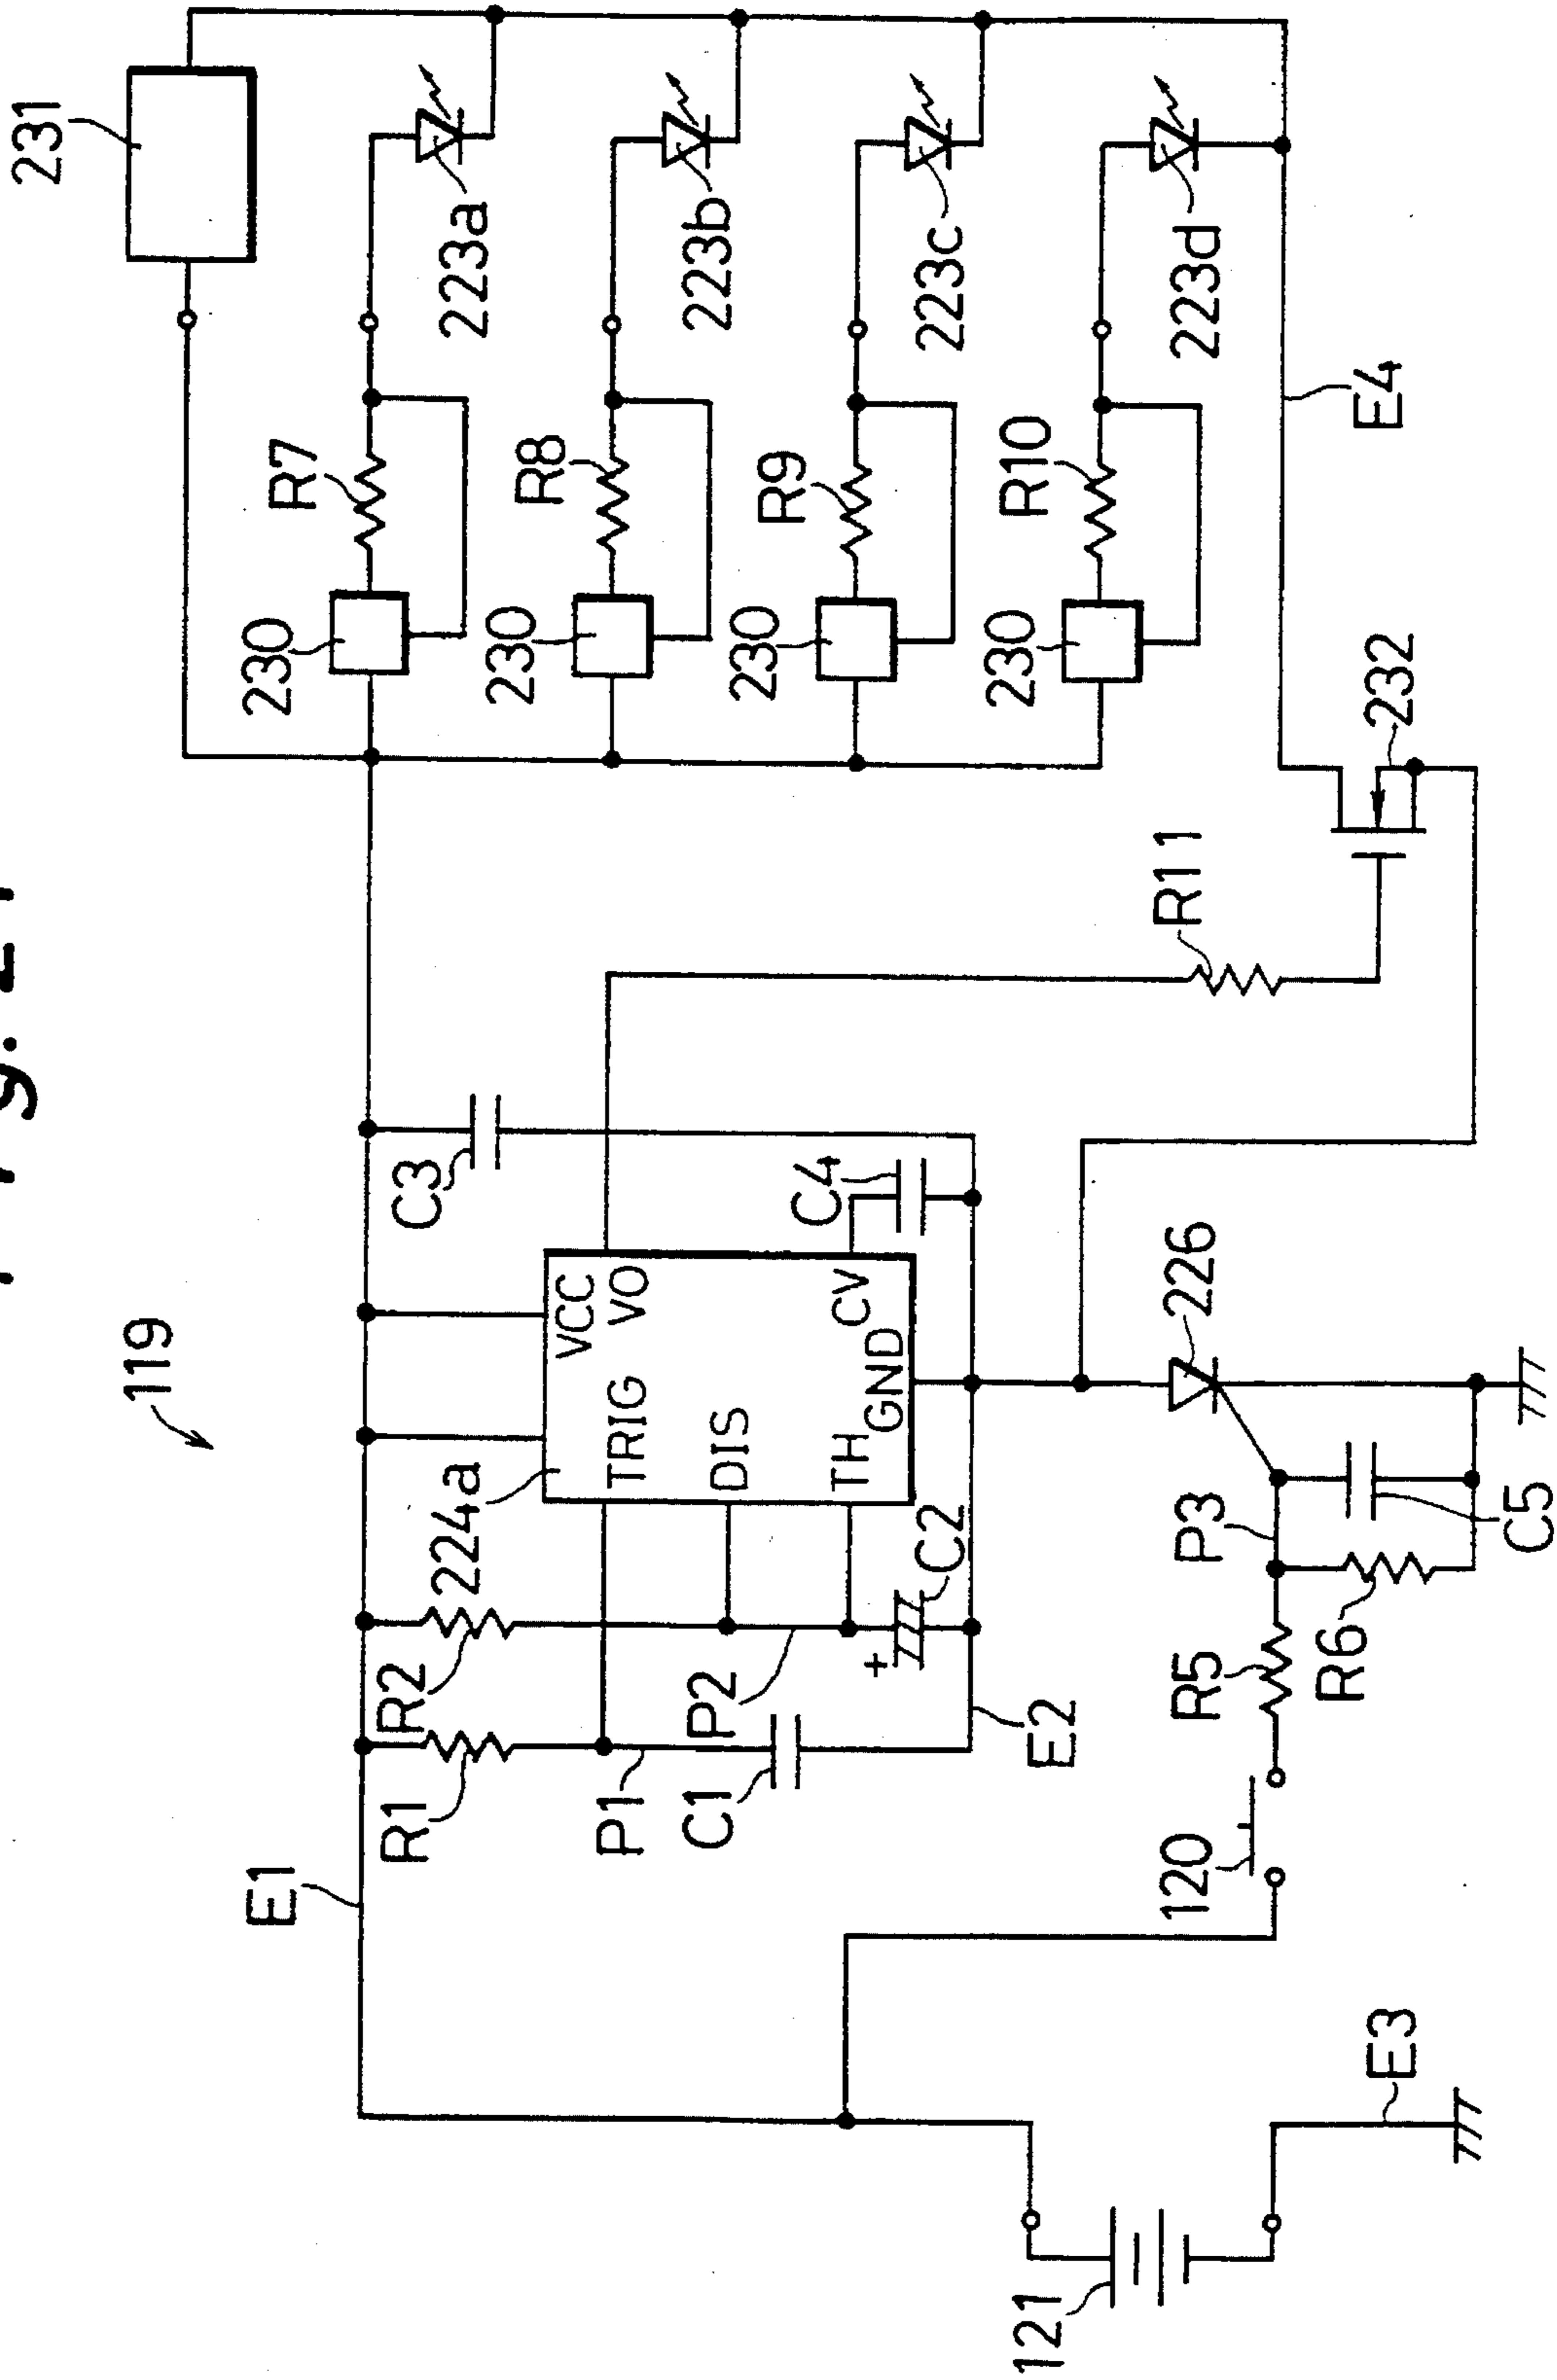 231
119
E1
230
R7
R1
R2
C3
224a
223a
230
R8
VCC
P1
TRIG
VO
C1
P2
DIS
223b
230
R9
C4
TH
CV
GND
+
C2
223c
230
R10
121
E2
120
R5
P3
226
R11
223d
R6
E3
232
E4
C5